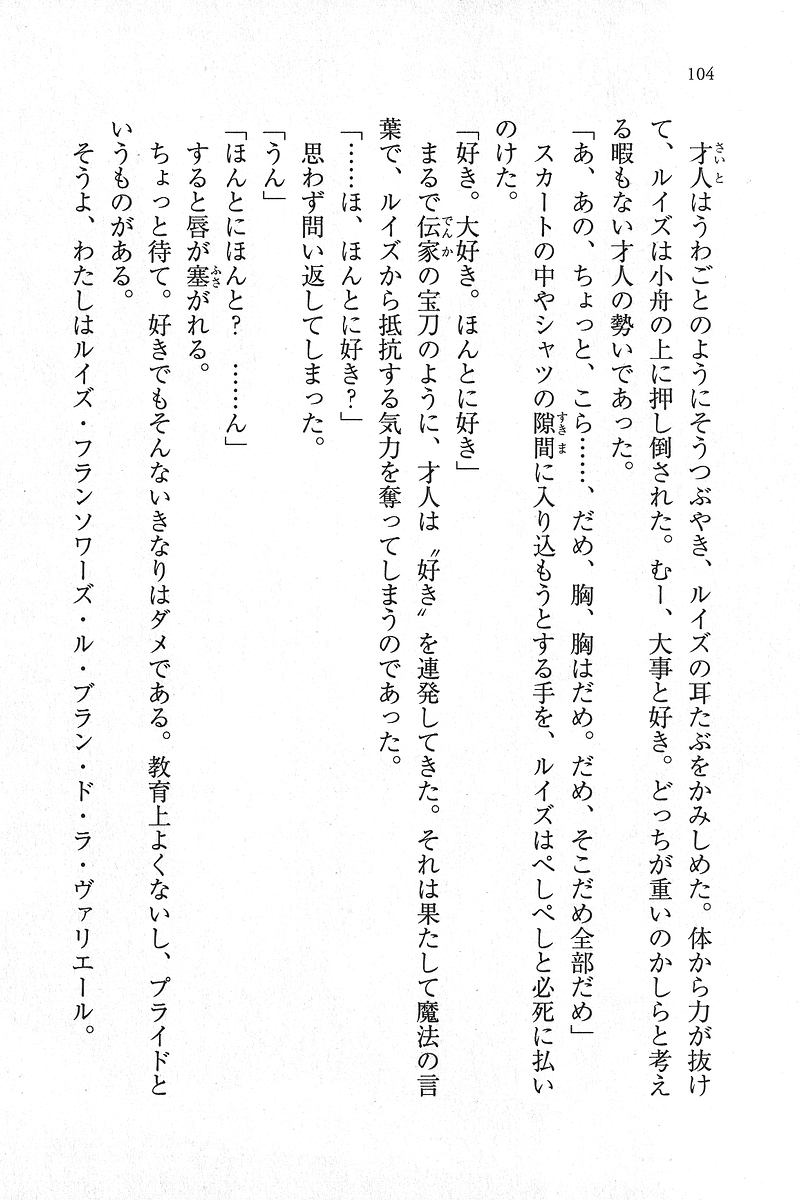 104
さいと
才人はうわごとのようにそうつぶやき、ルイズの耳たぶをかみしめた。体から力が抜け
て、ルイズは小舟の上に押し倒された。むー、大事と好き。どっちが重いのかしらと考え
る暇もない才人の勢いであった。
「あ、あの、ちょっと、こら……、だめ、胸、胸はだめ。だめ、そこだめ全部だめ」
すきま
スカートの中やシャツの隙間に入り込もうとする手を、ルイズはぺしぺしと必死に払い
のけた。
「好き。大好き。ほんとに好き」
でんか
まるで伝家の宝刀のように、才人は〝好き〟を連発してきた。それは果たして魔法の言
葉で、ルイズから抵抗する気力を奪ってしまうのであった。
「……ほ、ほんとに好き?」
思わず問い返してしまった。
「うん」
「ほんとにほんと?　……ん」
ふさ
すると唇が塞がれる。
ちょっと待て。好きでもそんないきなりはダメである。教育上よくないし、プライドと
いうものがある。
そうよ、わたしはルイズ・フランソワーズ・ル・ブラン・ド・ラ・ヴァリエール。